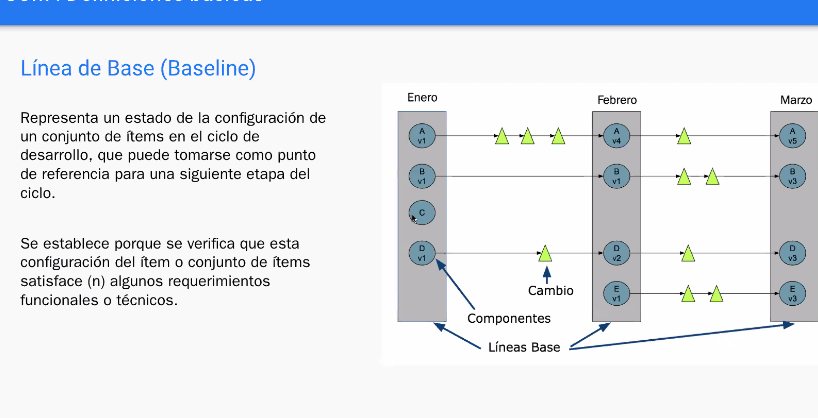 Línea de Base (Baseline)
Representa un estado de la configuración de
un conjunto de ítems en el ciclo de
desarrollo, que puede tomarse como punto
de referencia para una siguiente etapa del
ciclo.
Se establece porque se verifica que esta
configuración del ítem o conjunto de ítems
satisface (n) algunos requerimientos
funcionales o técnicos.
Enero
Febrero
Marzo
A
v1
A
v4
A
v5
B
v1
B
v1
B
v3
C
D
v1
D
v2
D
v3
E
v1
E
v3
Cambio
Componentes
Líneas Base